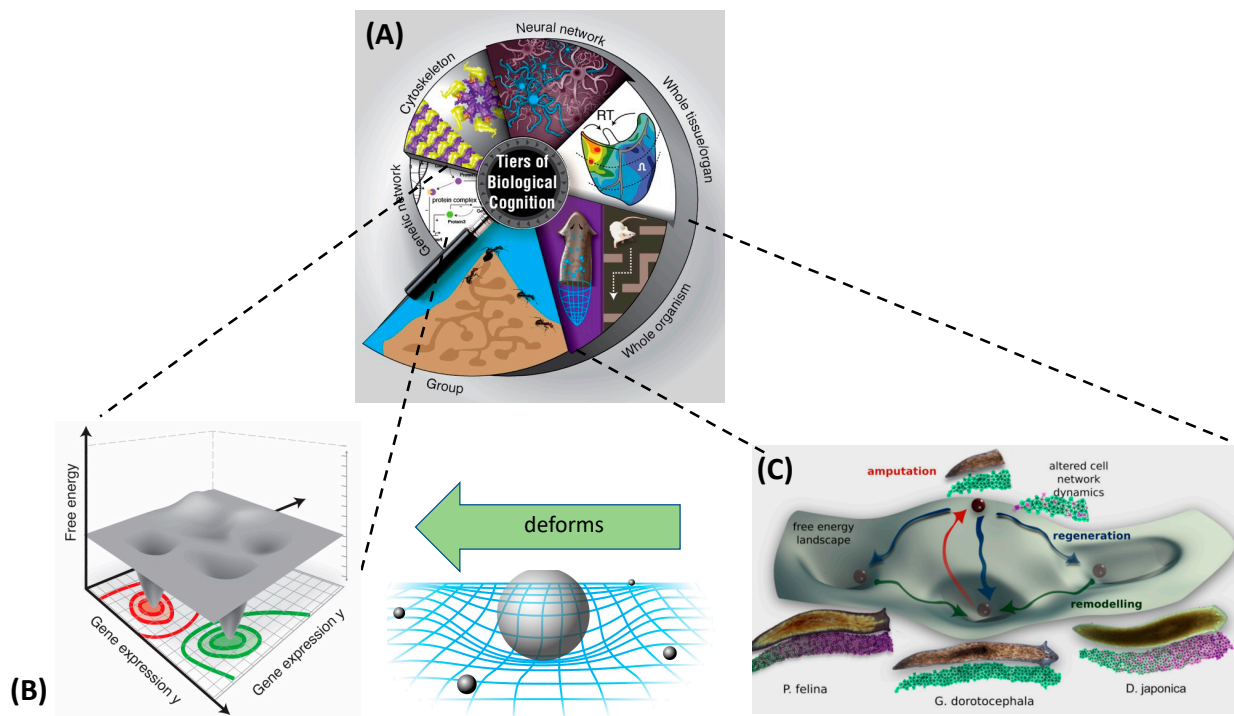 (A)
Neural network
Cytoskeleton
Whole tissue/organ
RT
Tiers of
Biological
Cognition
Genetic network
protein complex
Protein3
Whole organism
Group
(B)
Free energy
Gene expression y
Gene expression y
deforms
(C)
amputation
altered cell
network
dynamics
free energy
landscape
regeneration
remodelling
P. felina
G. dorotocephala
D. japonica